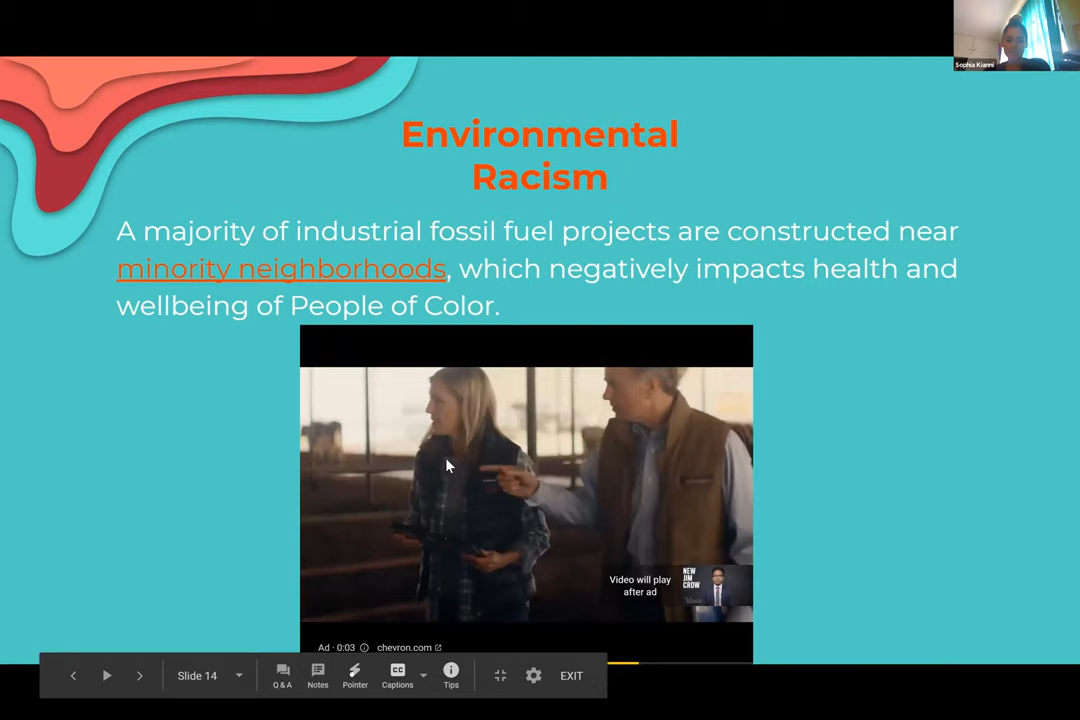 Sophia Kianni
Environmental
Racism
A majority of industrial fossil fuel projects are constructed near
minority neighborhoods, which negatively impacts health and
wellbeing of People of Color.
Video will play
after ad
NEW
JIM
CROW
Ad · 0:03 chevron.com
Slide 14
Q & A
Notes
Pointer
CC
Captions
Tips
EXIT